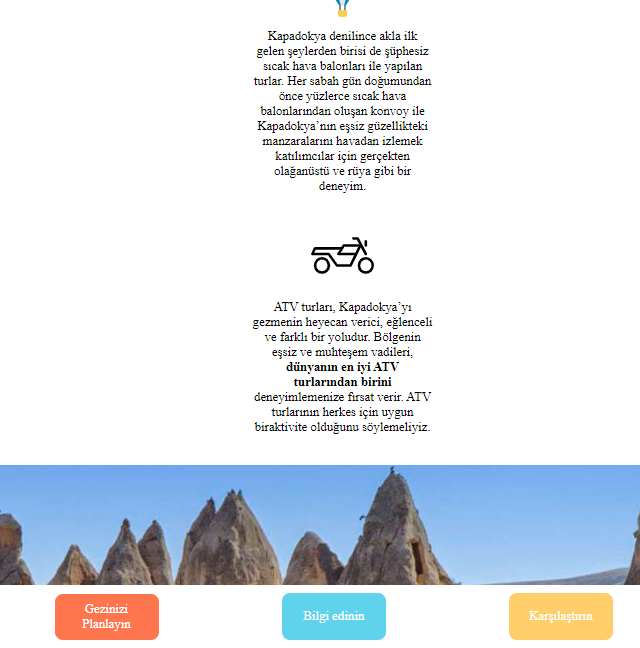 Kapadokya denilince akla ilk
gelen şeylerden birisi de şüphesiz
sıcak hava balonları ile yapılan
turlar. Her sabah gün doğumundan
önce yüzlerce sıcak hava
balonlarından oluşan konvoy ile
Kapadokya’nın eşsiz güzellikteki
manzaralarını havadan izlemek
katılımcılar için gerçekten
olağanüstü ve rüya gibi bir
deneyim.
ATV turları, Kapadokya’yı
gezmenin heyecan verici, eğlenceli
ve farklı bir yoludur. Bölgenin
eşsiz ve muhteşem vadileri,
dünyanın en iyi ATV
turlarından birini
deneyimlemenize fırsat verir. ATV
turlarının herkes için uygun
biraktivite olduğunu söylemeliyiz.
Gezinizi
Planlayın
Bilgi edinin
Karşılaştırın